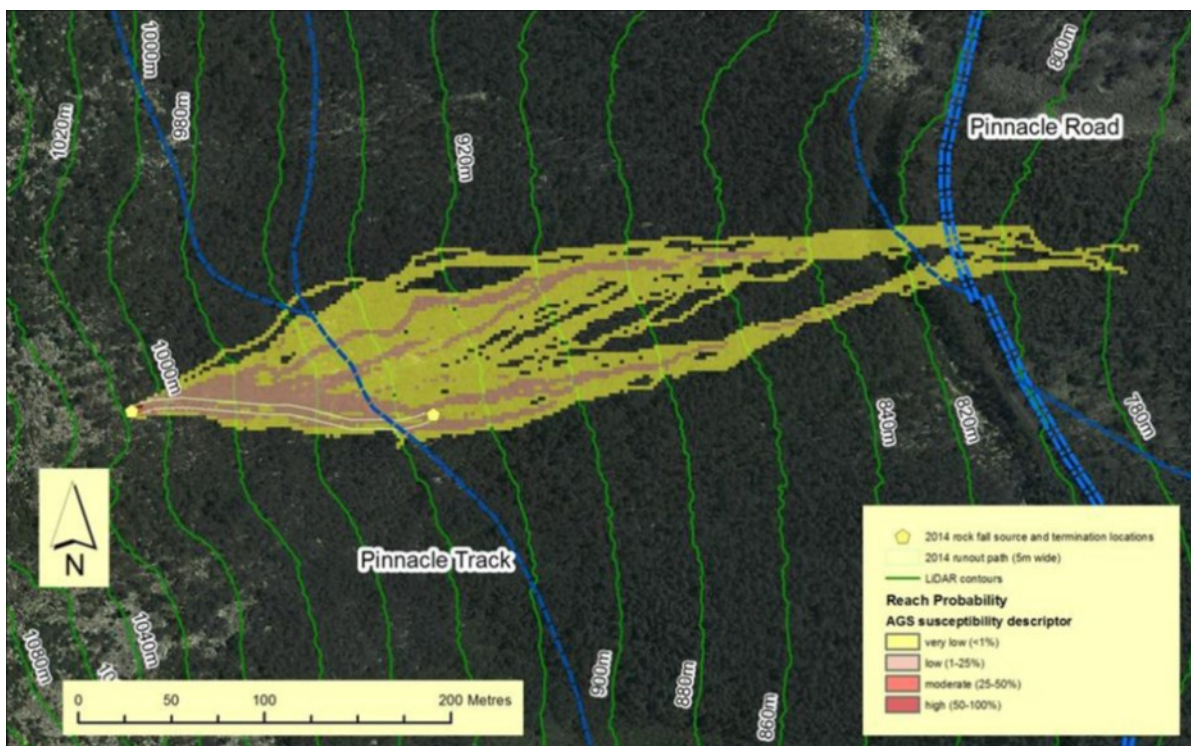 1000m
1020m
980m
920m
800m
Pinnacle Road
1000m
840m
820m
780m
Pinnacle Track
N
1040m
1080m
900m
880m
860m
0 50 100 200 Metres
2014 rock fall source and termination locations
2014 runout path (5m wide)
LiDAR contours
Reach Probability
AGS susceptibility descriptor
very low (<1%)
low (1-25%)
moderate (25-50%)
high (50-100%)